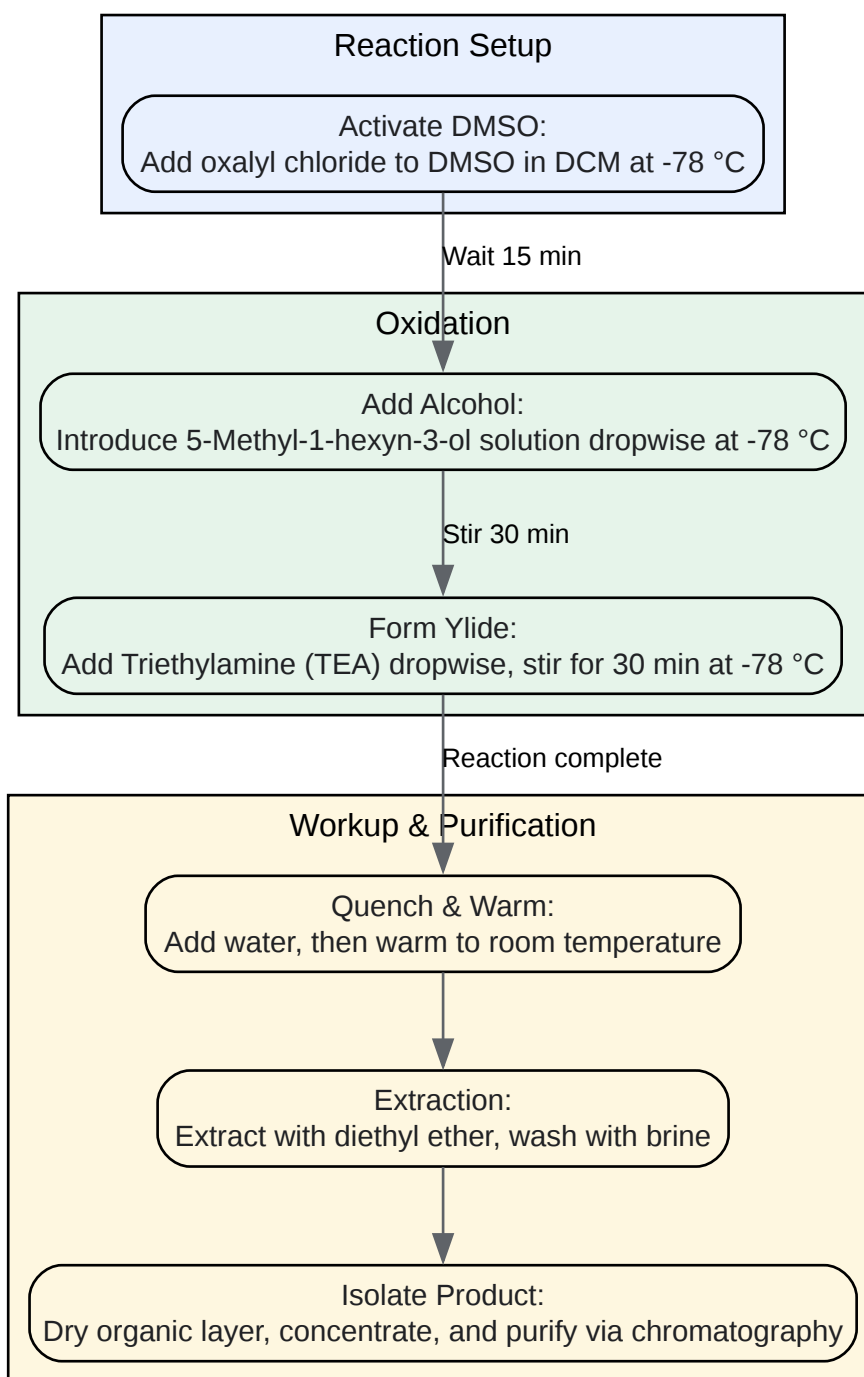 Reaction Setup
Activate DMSO:
Add oxalyl chloride to DMSO in DCM at -78 °C
Wait 15 min
Oxidation
Add Alcohol:
Introduce 5-Methyl-1-hexyn-3-ol solution dropwise at -78 °C
Stir 30 min
Form Ylide:
Add Triethylamine (TEA) dropwise, stir for 30 min at -78 °C
Reaction complete
Workup & Purification
Quench & Warm:
Add water, then warm to room temperature
Extraction:
Extract with diethyl ether, wash with brine
Isolate Product:
Dry organic layer, concentrate, and purify via chromatography